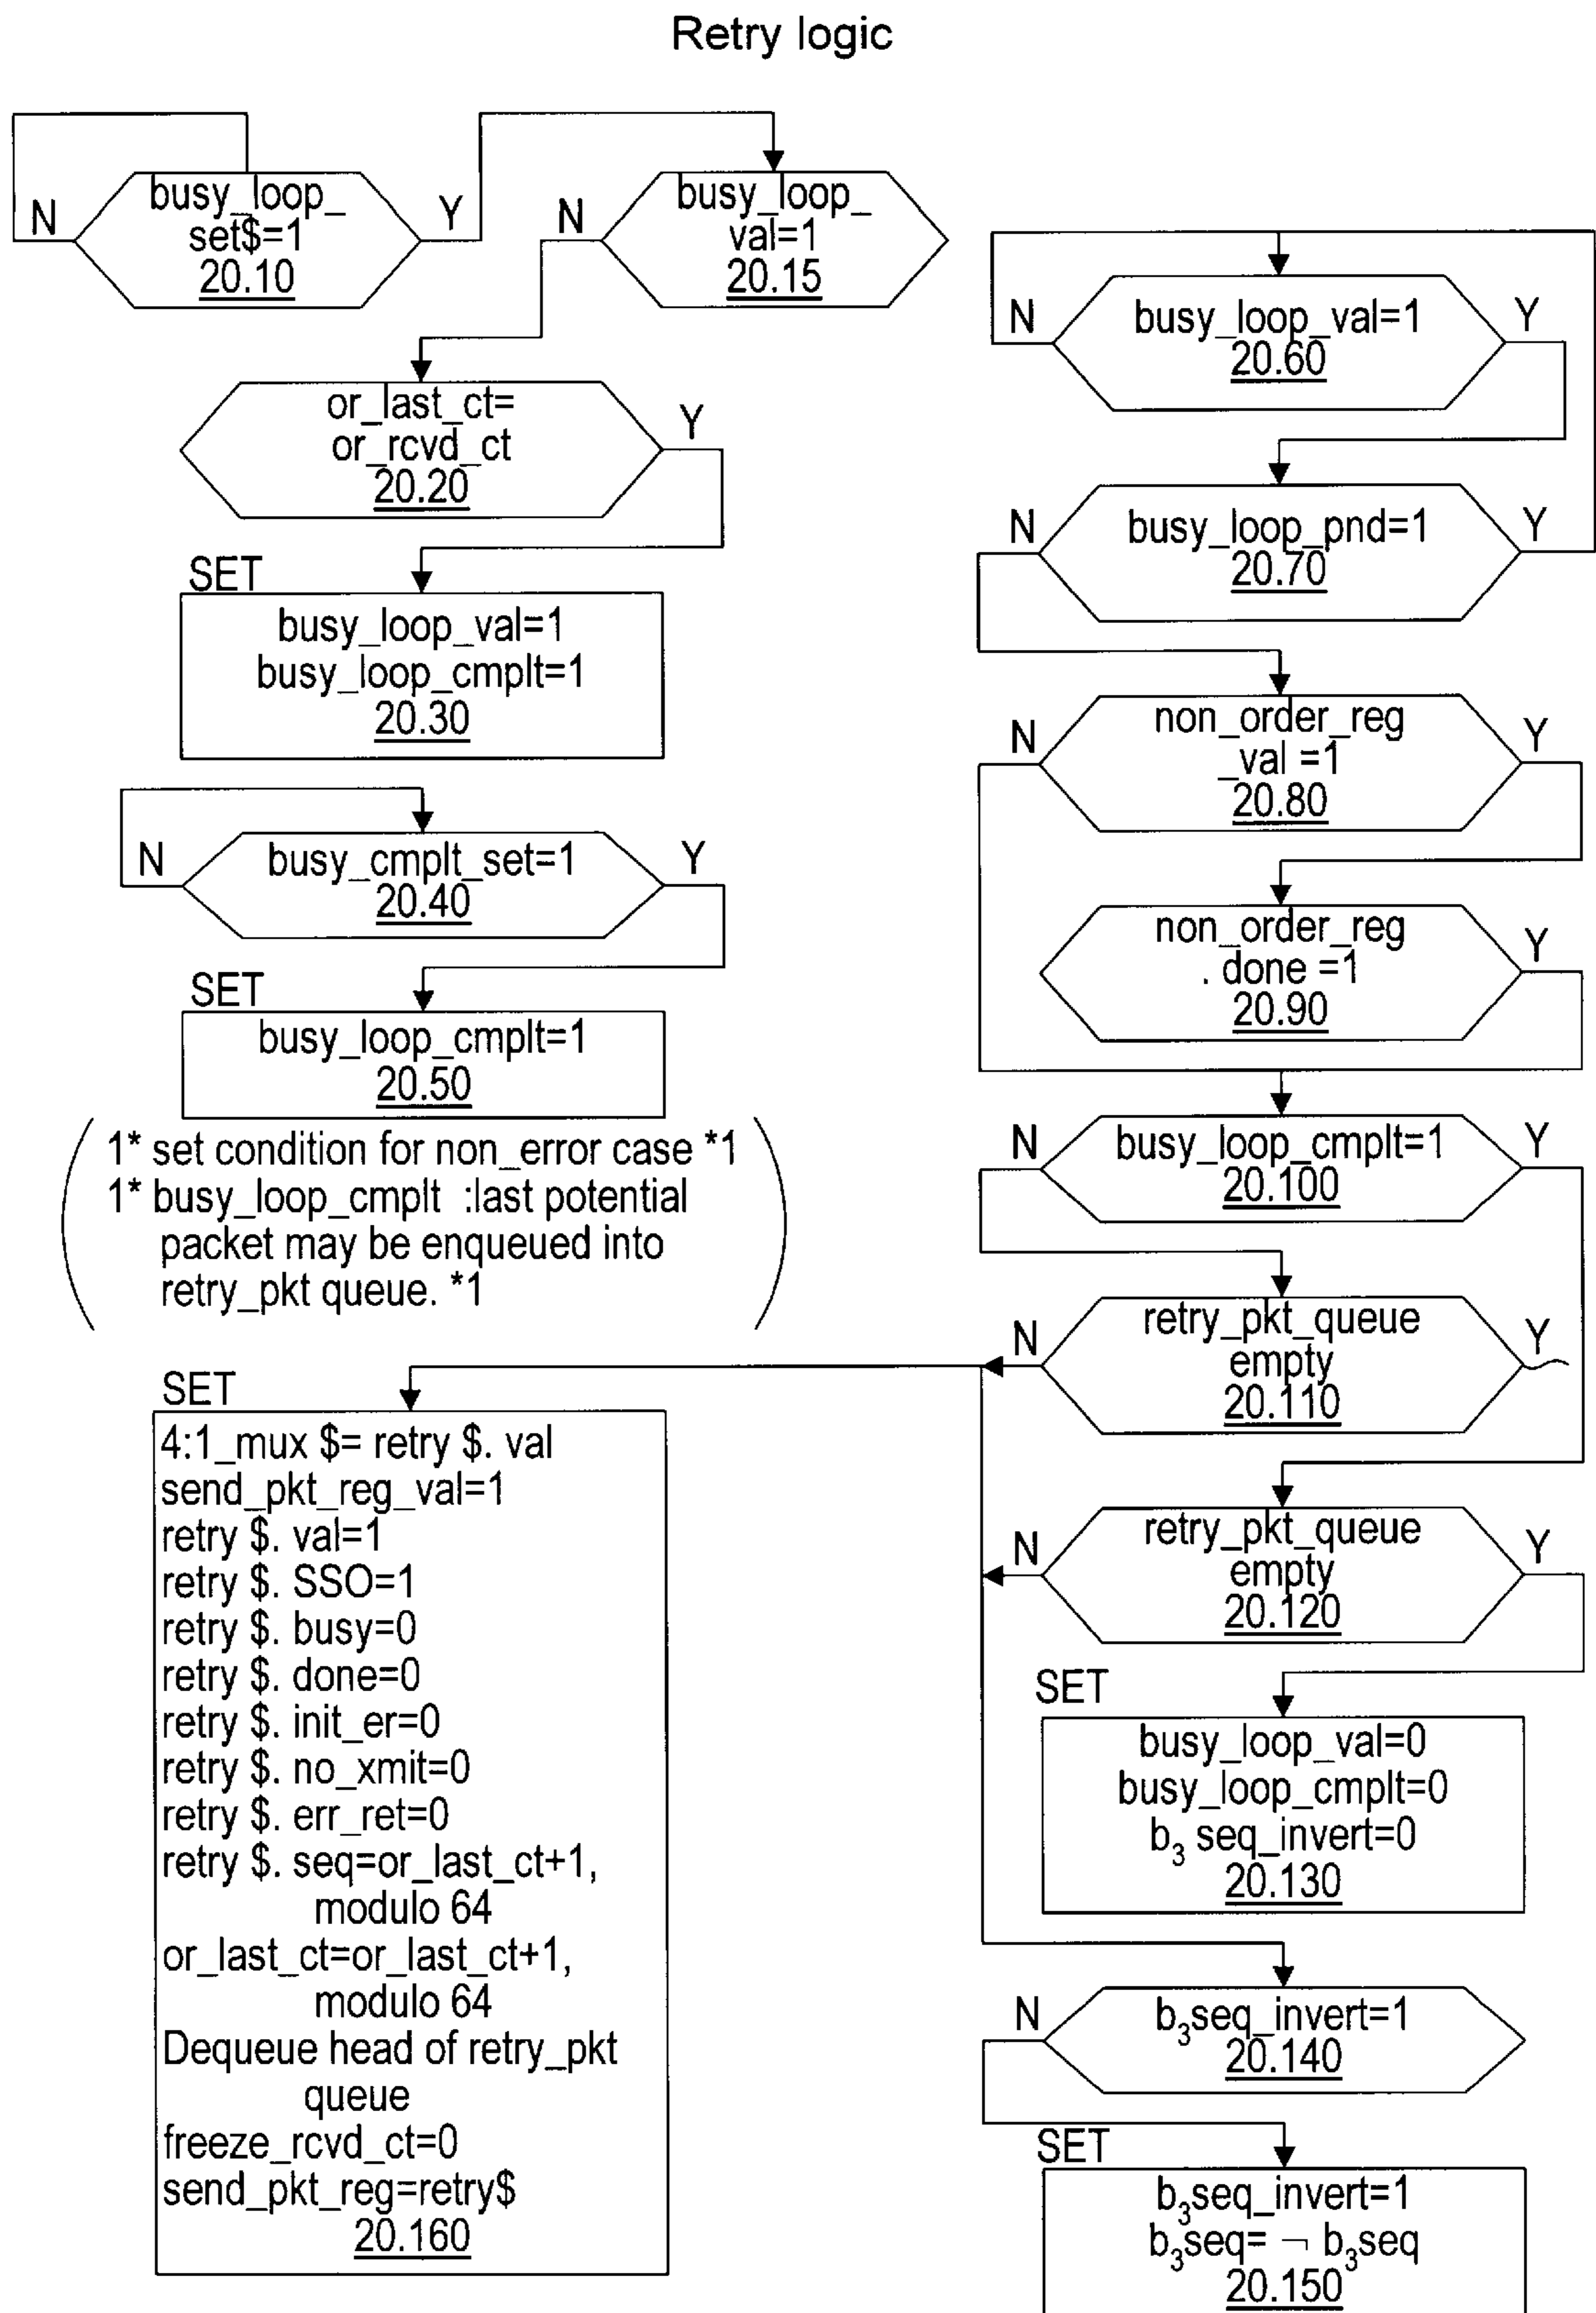 Retry logic
N
busy_loop_
set$=1
20.10
Y
N
busy_loop_
val=1
20.15
or_last_ct=
or_rcvd_ct
20.20
Y
SET
busy_loop_val=1
busy_loop_cmplt=1
20.30
N
busy_cmplt_set=1
20.40
Y
SET
busy_loop_cmplt=1
20.50
1* set condition for non_error case *1
1* busy_loop_cmplt :last potential
packet may be enqueued into
retry_pkt queue. *1
SET
4:1_mux $= retry $. val
send_pkt_reg_val=1
retry $. val=1
retry $. SSO=1
retry $. busy=0
retry $. done=0
retry $. init_er=0
retry $. no_xmit=0
retry $. err_ret=0
retry $. seq=or_last_ct+1,
modulo 64
or_last_ct=or_last_ct+1,
modulo 64
Dequeue head of retry_pkt
queue
freeze_rcvd_ct=0
send_pkt_reg=retry$
20.160
N
busy_loop_val=1
20.60
Y
N
busy_loop_pnd=1
20.70
Y
N
non_order_reg
_val =1
20.80
Y
non_order_reg
. done =1
20.90
Y
N
busy_loop_cmplt=1
20.100
Y
N
retry_pkt_queue
empty
20.110
Y
N
retry_pkt_queue
empty
20.120
Y
SET
busy_loop_val=0
busy_loop_cmplt=0
b₃ seq_invert=0
20.130
N
b₃seq_invert=1
20.140
SET
b₃seq_invert=1
b₃seq= ¬ b₃seq
20.150